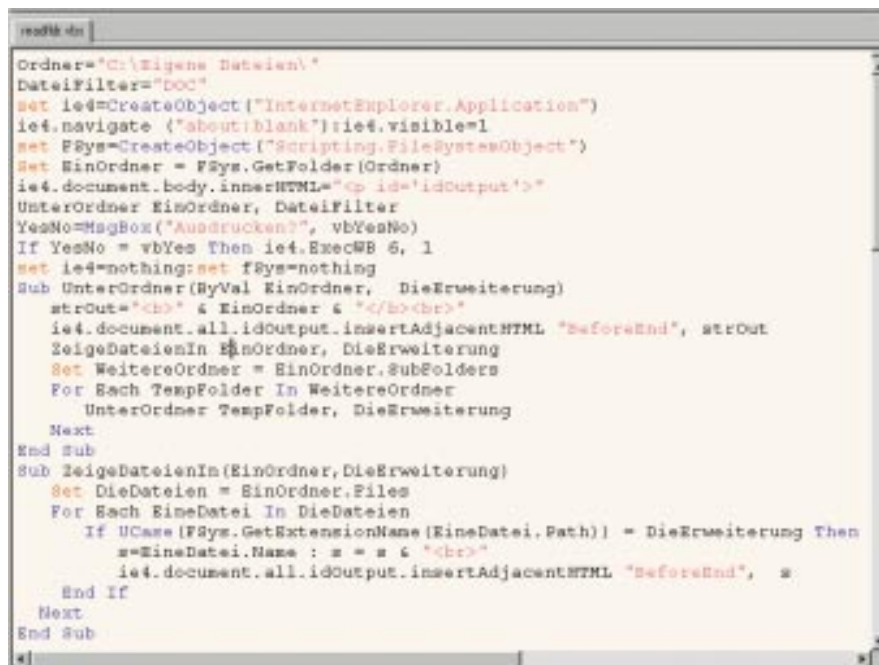 Ordner="C:\Eigene Dateien\"
DateiFilter="DOC"
set ie4=CreateObject("InternetExplorer.Application")
ie4.navigate ("about:blank"):ie4.visible=1
set FSys=CreateObject("Scripting.FileSystemObject")
Set EinOrdner = FSys.GetFolder(Ordner)
ie4.document.body.innerHTML="<p id='idOutput'>"
UnterOrdner EinOrdner, DateiFilter
YesNo=MsgBox("Ausdrucken?", vbYesNo)
If YesNo = vbYes Then ie4.ExecWB 6, 1
set ie4=nothing:set fSys=nothing
Sub UnterOrdner(ByVal EinOrdner, DieErweiterung)
strOut="<b>" & EinOrdner & "</b><br>"
ie4.document.all.idOutput.insertAdjacentHTML "BeforeEnd", strOut
ZeigeDateienIn EinOrdner, DieErweiterung
Set WeitereOrdner = EinOrdner.SubFolders
For Each TempFolder In WeitereOrdner
UnterOrdner TempFolder, DieErweiterung
Next
End Sub
Sub ZeigeDateienIn(EinOrdner,DieErweiterung)
Set DieDateien = EinOrdner.Files
For Each EineDatei In DieDateien
If UCase(FSys.GetExtensionName(EineDatei.Path)) = DieErweiterung Then
s=EineDatei.Name : s = s & "<br>"
ie4.document.all.idOutput.insertAdjacentHTML "BeforeEnd", s
End If
Next
End Sub